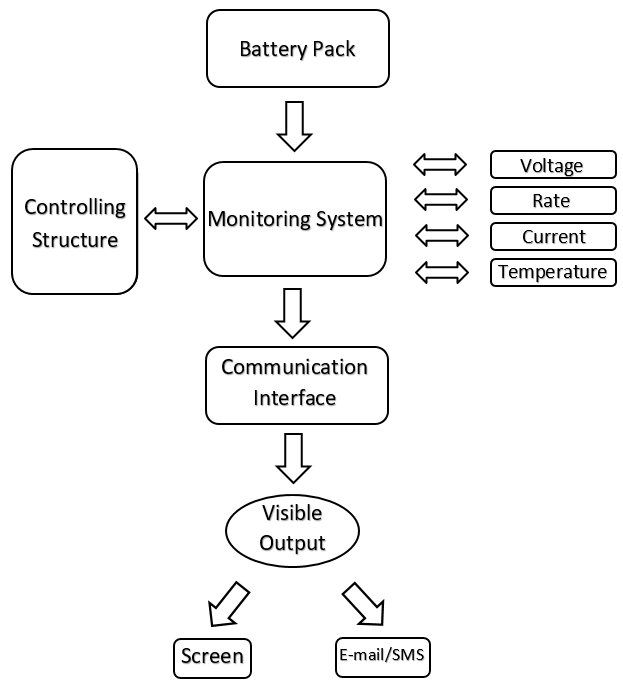 Battery Pack
Controlling
Structure
Monitoring System
Voltage
Rate
Current
Temperature
Communication
Interface
Visible
Output
Screen
E-mail/SMS